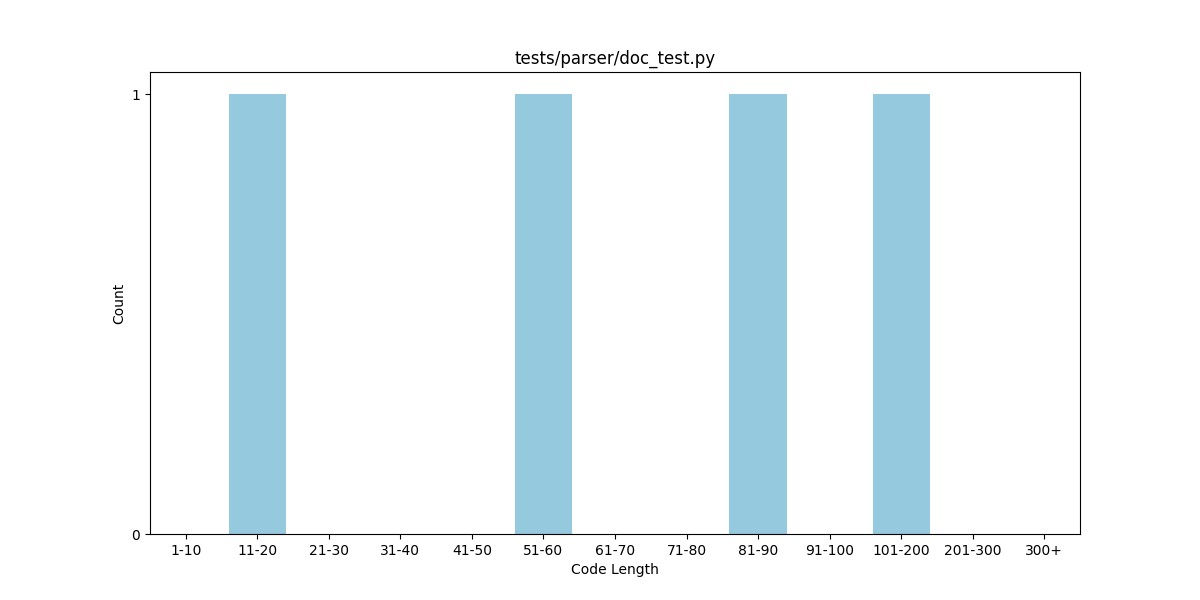 tests/parser/doc_test.py
1
Count
0
1-10 11-20 21-30 31-40 41-50 51-60 61-70 71-80 81-90 91-100 101-200 201-300 300+
Code Length